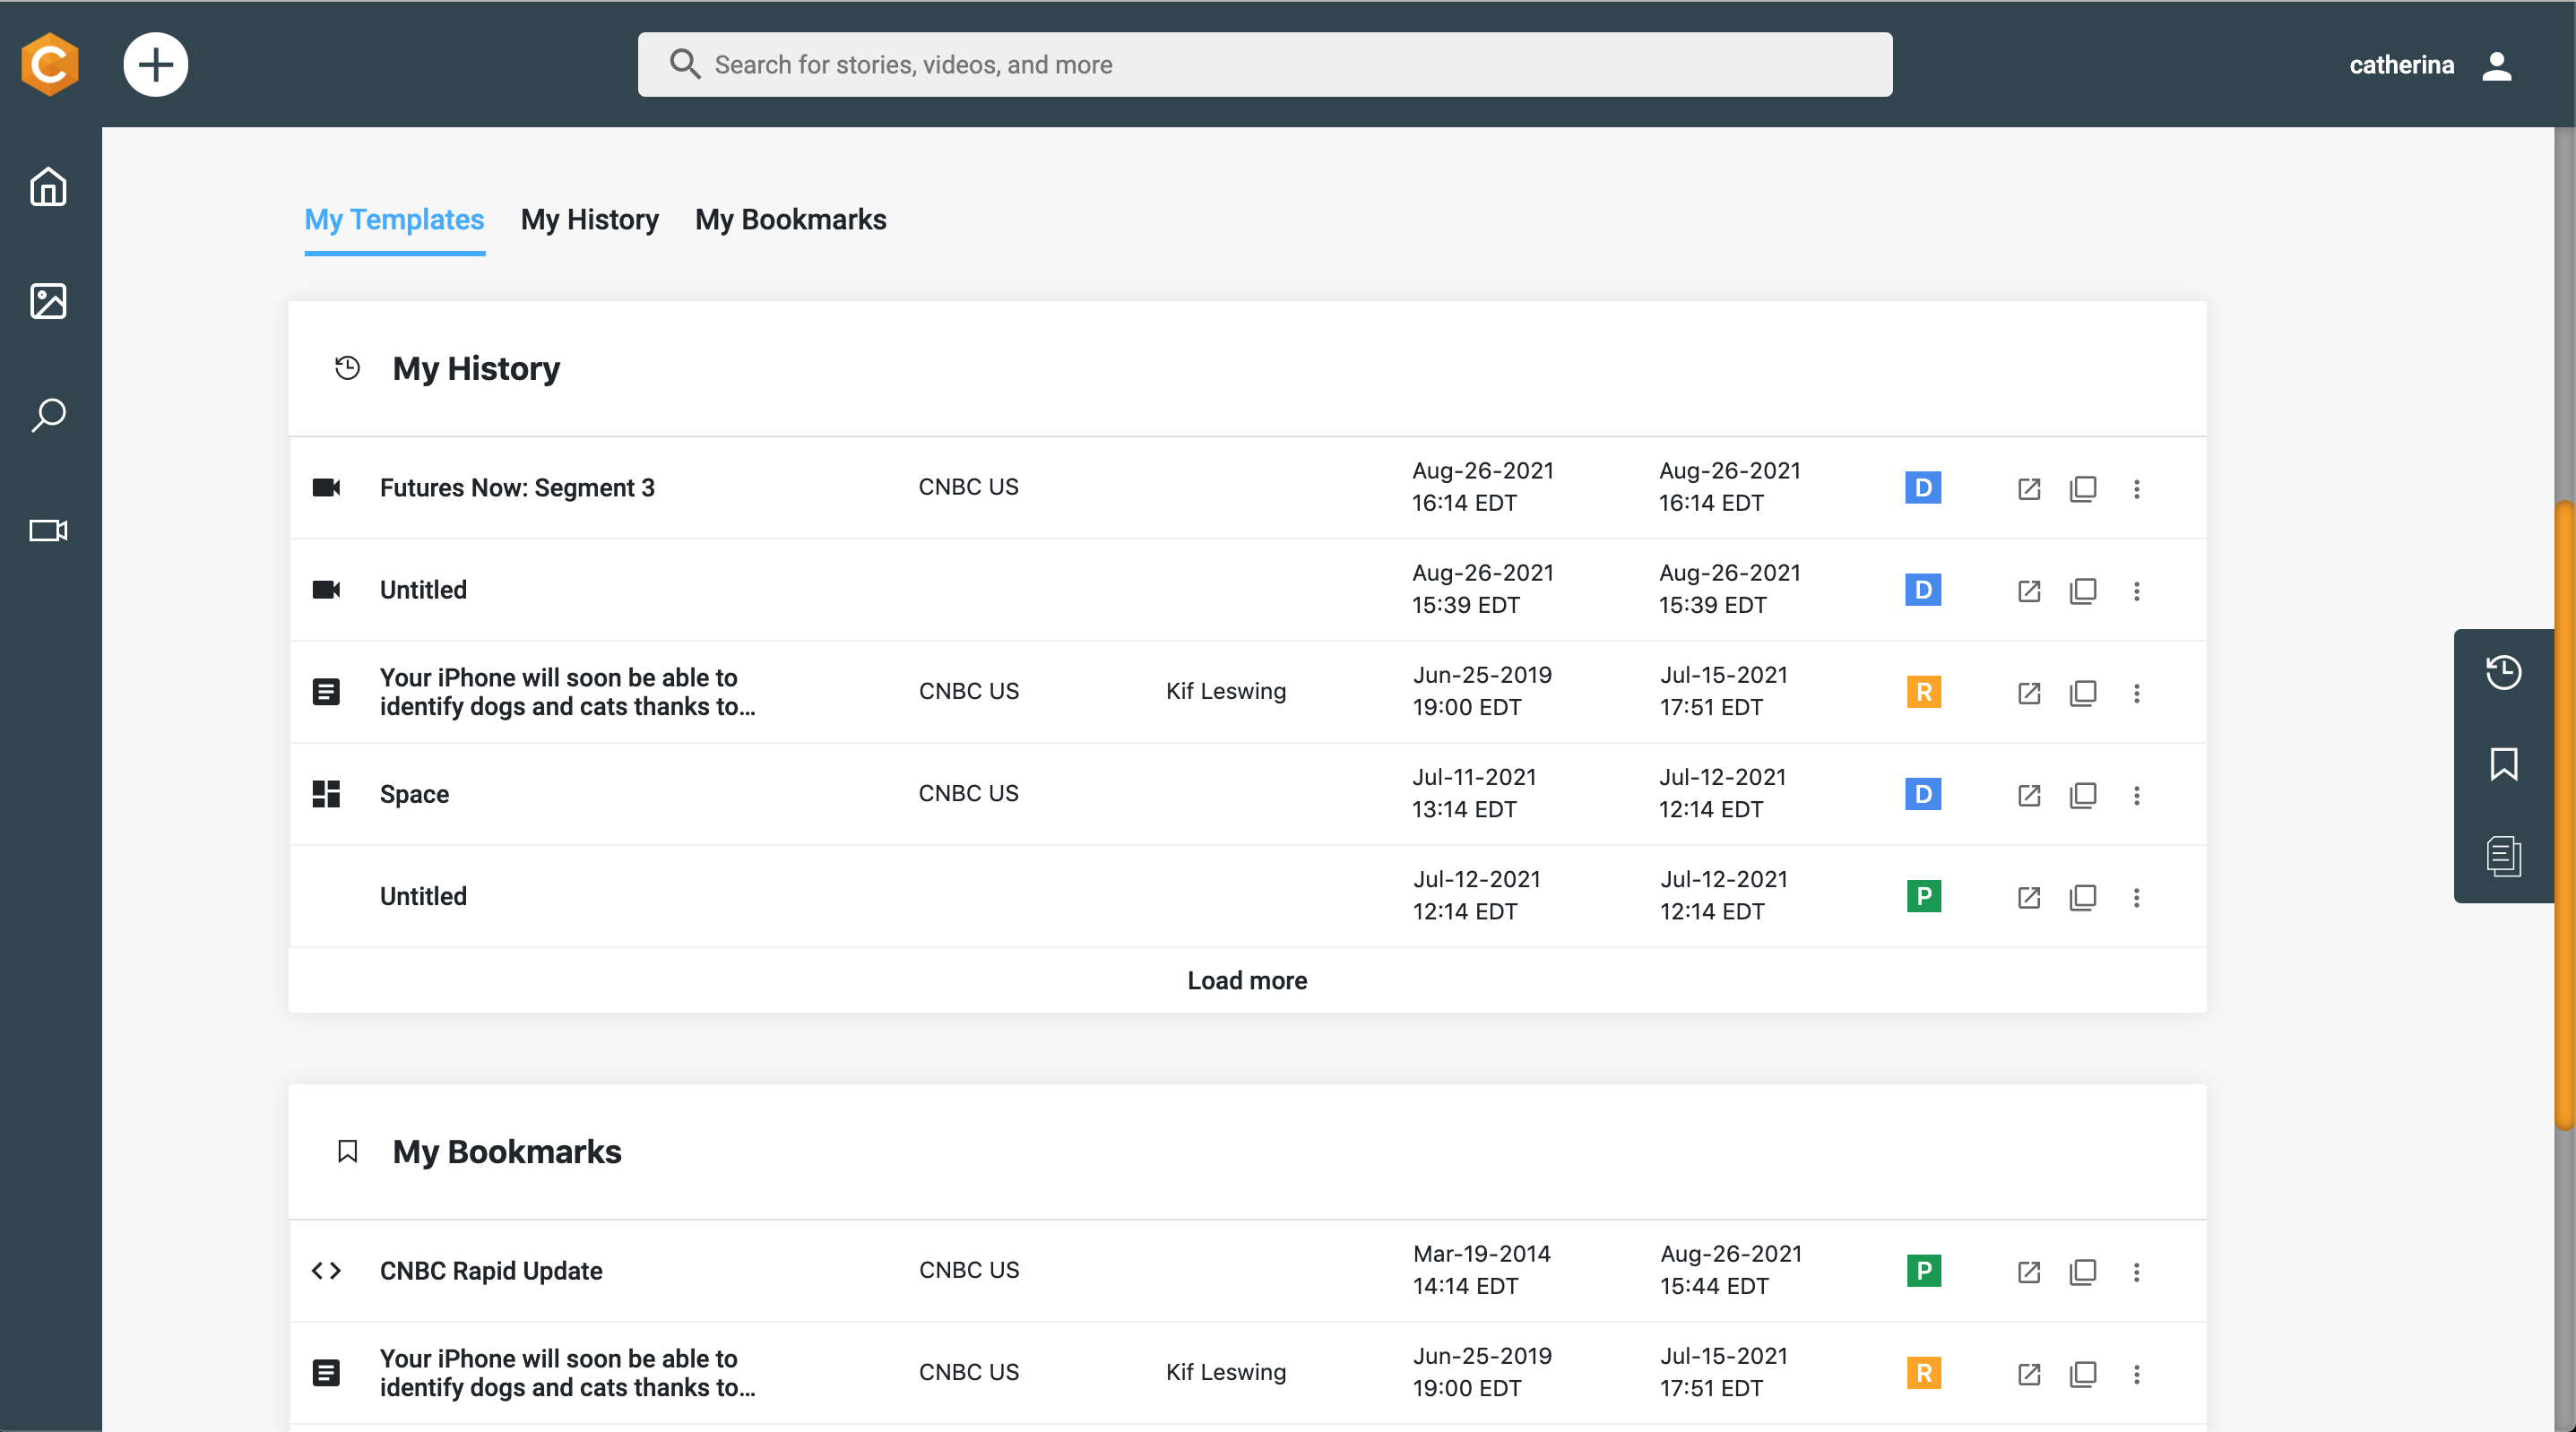 C
Search for stories, videos, and more
catherina
My Templates My History My Bookmarks
My History
Futures Now: Segment 3
CNBC US
Aug-26-2021
16:14 EDT
Aug-26-2021
16:14 EDT
D
Untitled
Aug-26-2021
15:39 EDT
Aug-26-2021
15:39 EDT
D
Your iPhone will soon be able to
identify dogs and cats thanks to...
CNBC US
Kif Leswing
Jun-25-2019
19:00 EDT
Jul-15-2021
17:51 EDT
R
Space
CNBC US
Jul-11-2021
13:14 EDT
Jul-12-2021
12:14 EDT
D
Untitled
Jul-12-2021
12:14 EDT
Jul-12-2021
12:14 EDT
P
Load more
My Bookmarks
CNBC Rapid Update
CNBC US
Mar-19-2014
14:14 EDT
Aug-26-2021
15:44 EDT
P
Your iPhone will soon be able to
identify dogs and cats thanks to...
CNBC US
Kif Leswing
Jun-25-2019
19:00 EDT
Jul-15-2021
17:51 EDT
R